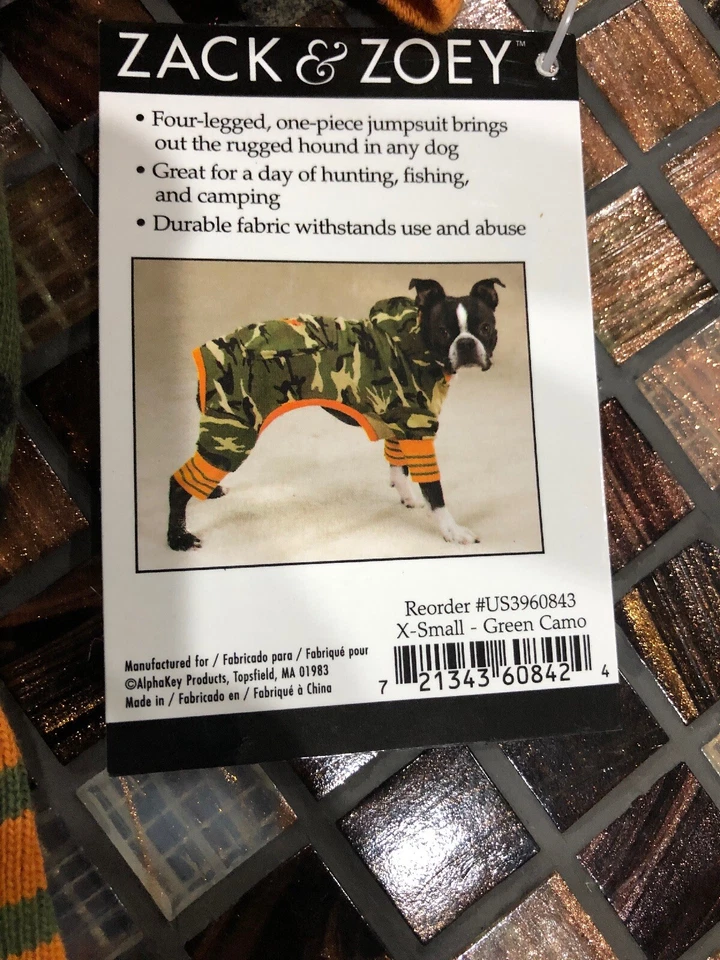 ZACK & ZOEY™
• Four-legged, one-piece jumpsuit brings
out the rugged hound in any dog
• Great for a day of hunting, fishing,
and camping
• Durable fabric withstands use and abuse
Reorder #US3960843
X-Small - Green Camo
Manufactured for / Fabricado para / Fabriqué pour
©AlphaKey Products, Topsfield, MA 01983
Made in / Fabricado en / Fabriqué à China
7 21343 60842 4